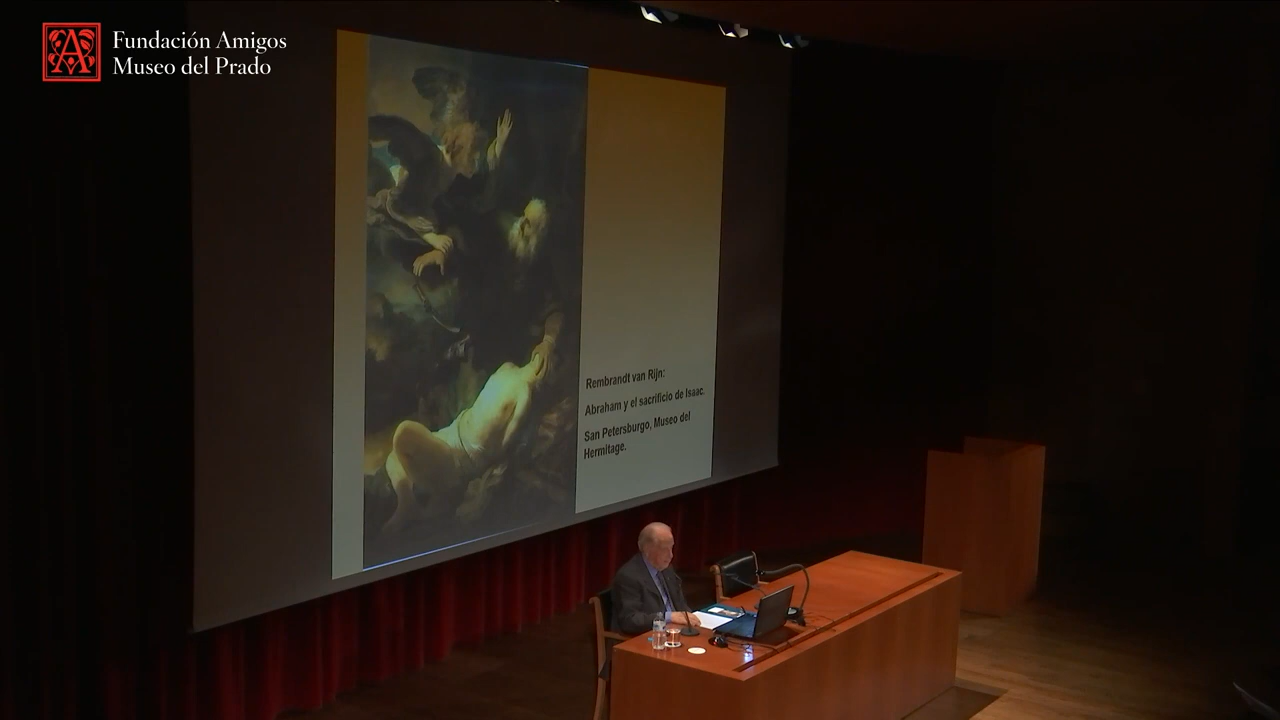 Fundación Amigos
Museo del Prado
Rembrandt van Rijn:
Abraham y el sacrificio de Isaac.
San Petersburgo, Museo del
Hermitage.